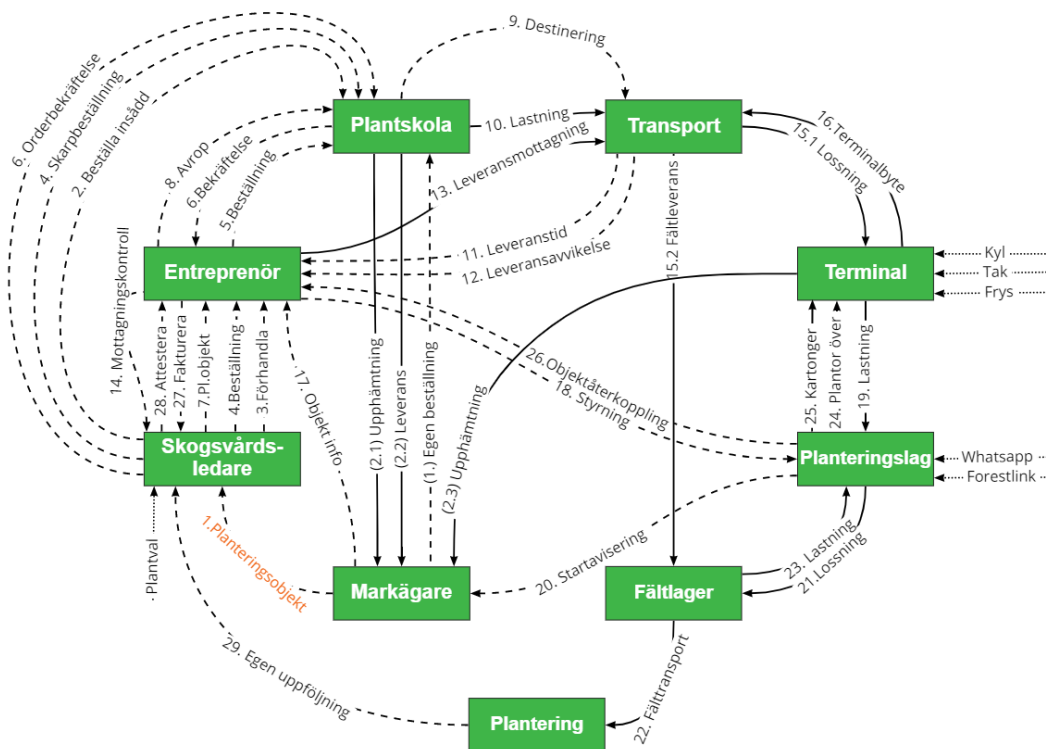 9. Destinering
6. Orderbekräftelse
4. Skarpbeställning
2. Beställa insådd
Plantskola
Transport
10. Lastning
16.Terminalbyte
15.1 Lossning
8. Avrop
6.Bekräftelse
5.Beställning
13. Leveransmottagning
11. Leveranstid
12. Leveransavvikelse
15.2 Fältleverans
Entreprenör
Terminal
Kyl
Tak
Frys
14. Mottagningskontroll
28. Attestera
27. Fakturera
7.Pl.objekt
4.Beställning
3.Förhandla
17. Objekt info
(2.1) Upphämtning
(2.2) Leverans
(1.) Egen beställning
(2.3) Upphämtning
26.Objektåterkoppling
18. Styrning
25. Kartonger
24. Plantor över
19. Lastning
Skogsvårds-
ledare
Planteringslag
Whatsapp
Forestlink
Plantval
1.Planteringsobjekt
20. Startavisering
23. Lastning
21. Lossning
Markägare
Fältlager
29. Egen uppföljning
22. Fälttransport
Plantering